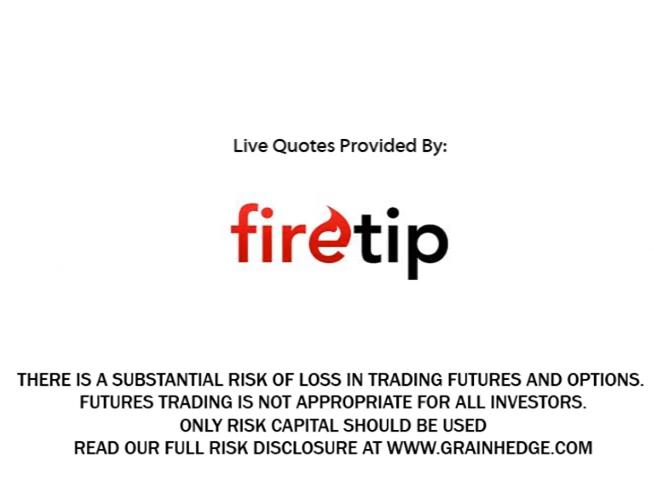 Live Quotes Provided By:
firetip
THERE IS A SUBSTANTIAL RISK OF LOSS IN TRADING FUTURES AND OPTIONS.
FUTURES TRADING IS NOT APPROPRIATE FOR ALL INVESTORS.
ONLY RISK CAPITAL SHOULD BE USED
READ OUR FULL RISK DISCLOSURE AT WWW.GRAINHEDGE.COM